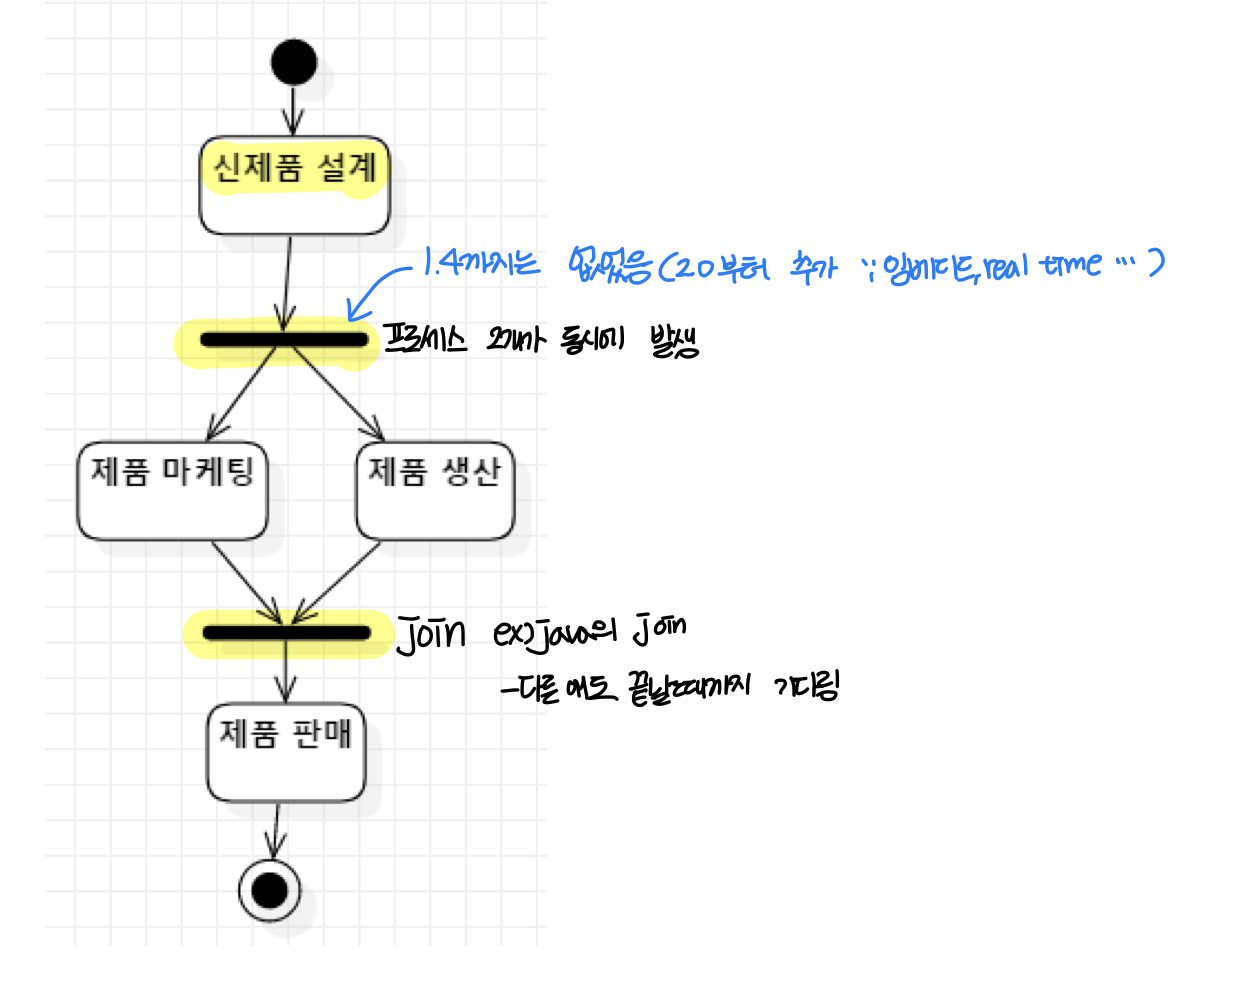 신제품 설계
1.4까지는 없었음(2.0부터 추가 ∵임베디드,real time …)
프로세스 2개가 동시에 발생
제품 마케팅
제품 생산
join ex)java의 join
-다른 애도 끝날때까지 기다림
제품 판매